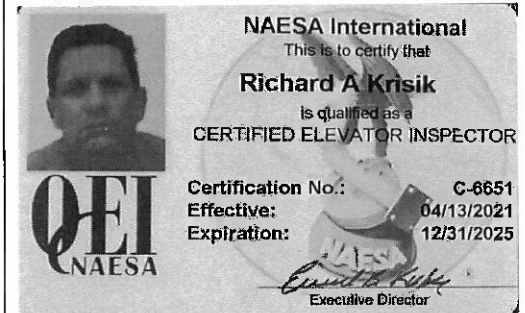 NAESA International
This is to certify that
Richard A Krisik
is qualified as a
CERTIFIED ELEVATOR INSPECTOR
Certification No.: C-6651
Effective: 04/13/2021
Expiration: 12/31/2025
QEI
NAESA
NAESA
Executive Director